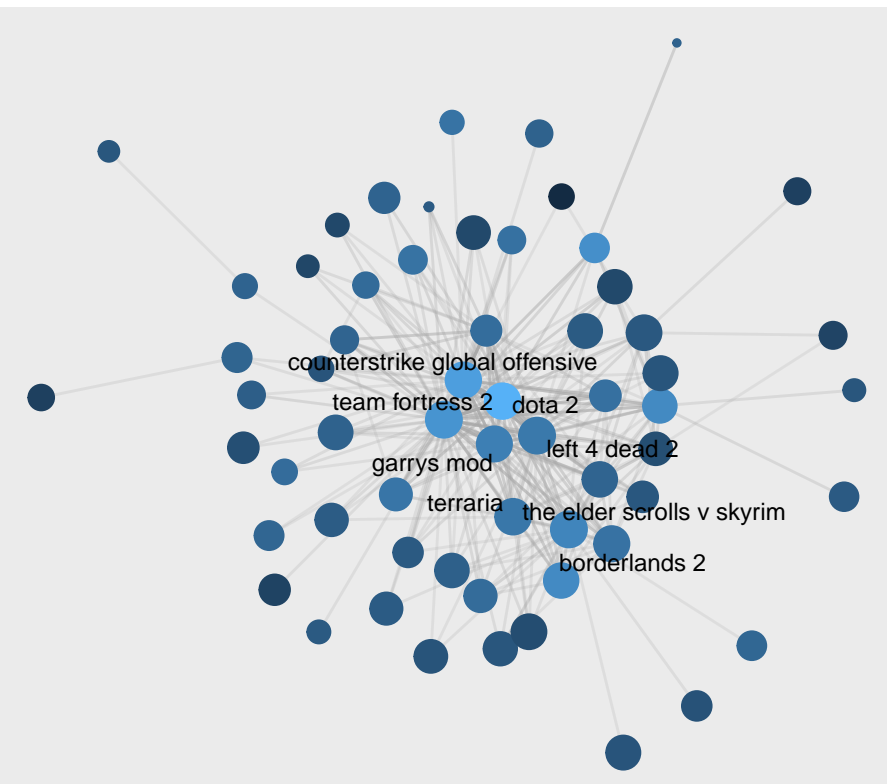 counterstrike global offensive
team fortress 2
dota 2
left 4 dead 2
garrys mod
terraria
the elder scrolls v skyrim
borderlands 2